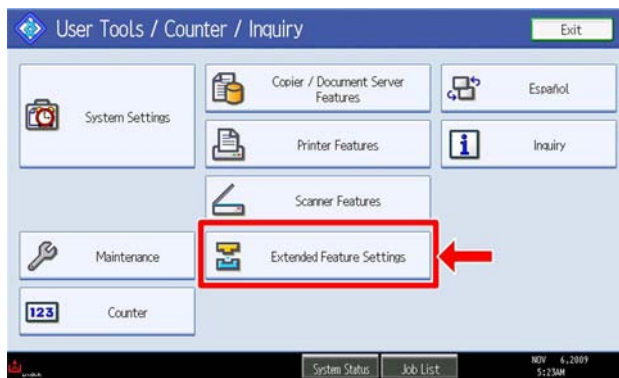 User Tools / Counter / Inquiry
Exit
System Settings
Copier / Document Server
Features
Español
Printer Features
Inquiry
Scanner Features
Maintenance
Extended Feature Settings
123
Counter
System Status
Job List
NOV 6,2009
5:23AM